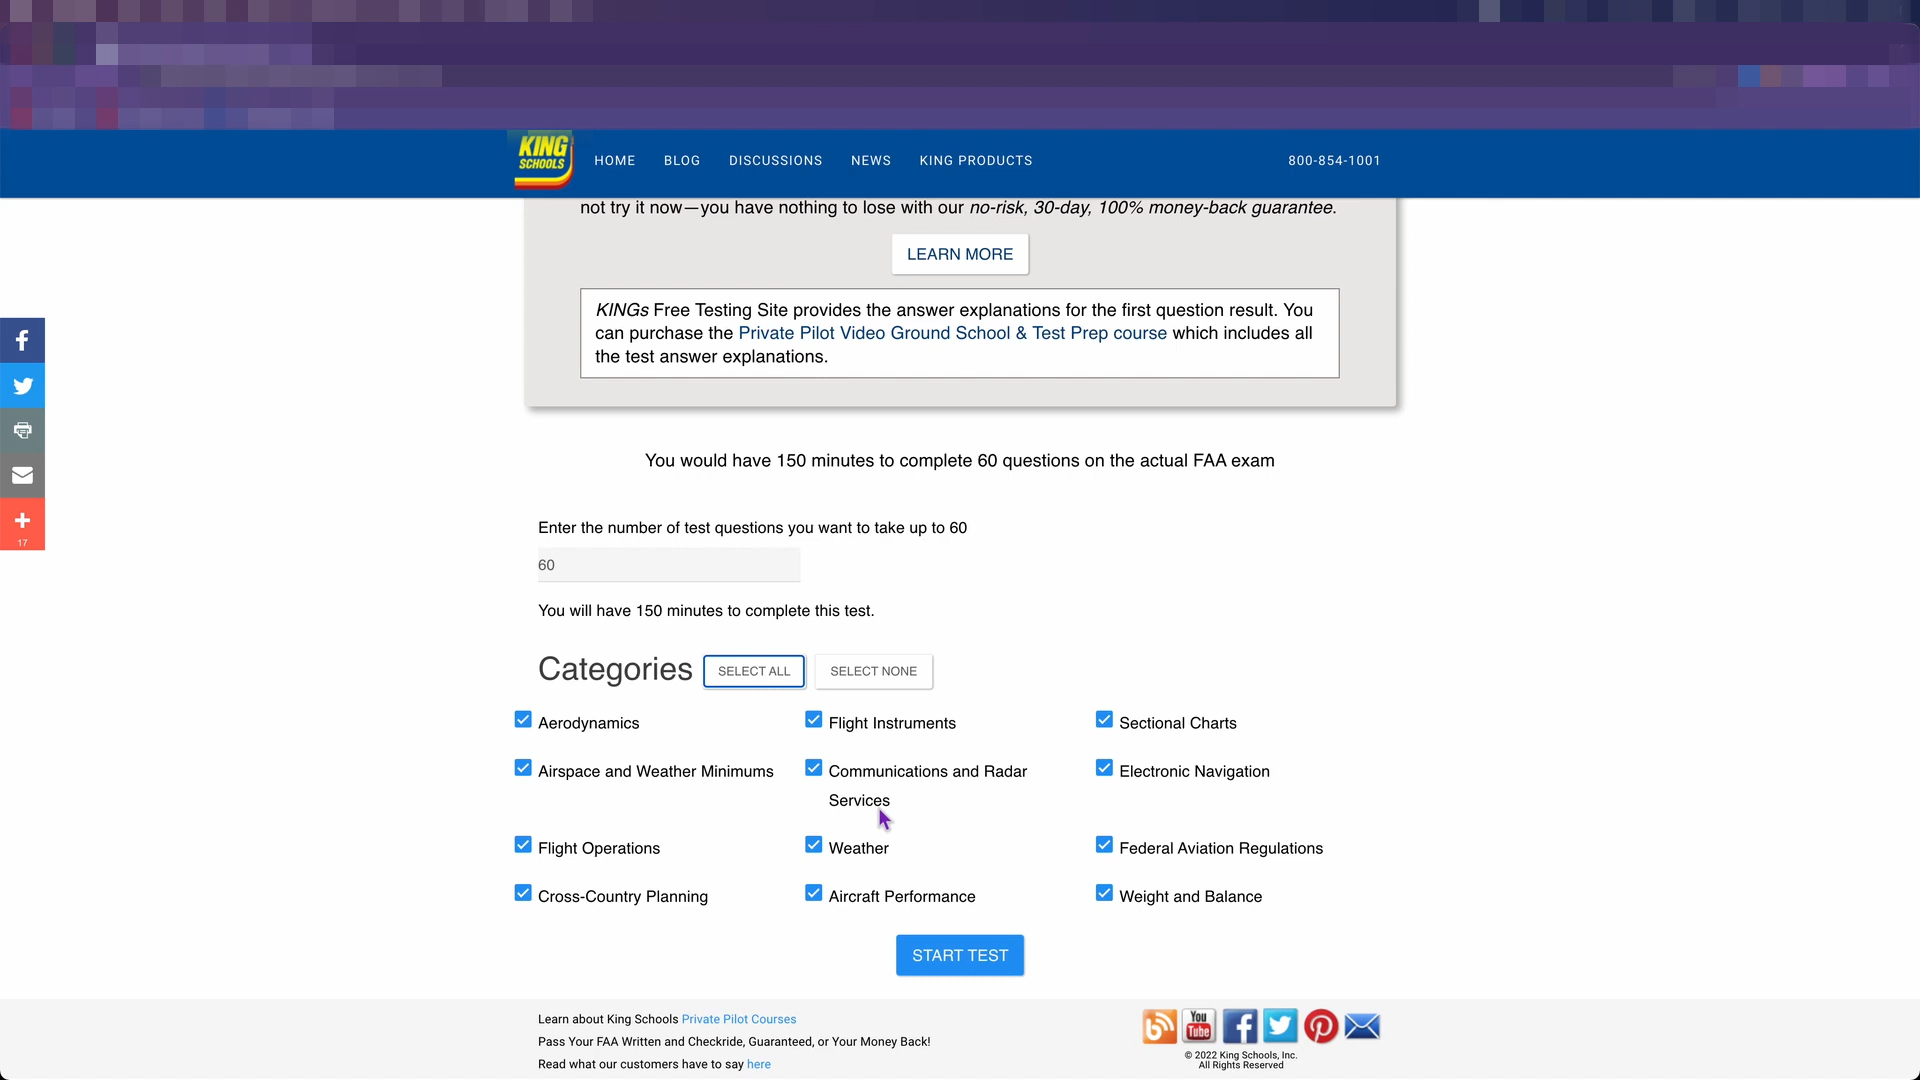 KING
SCHOOLS
HOME BLOG DISCUSSIONS NEWS KING PRODUCTS 800-854-1001
not try it now—you have nothing to lose with our no-risk, 30-day, 100% money-back guarantee.
LEARN MORE
KINGs Free Testing Site provides the answer explanations for the first question result. You
can purchase the Private Pilot Video Ground School & Test Prep course which includes all
the test answer explanations.
17
You would have 150 minutes to complete 60 questions on the actual FAA exam
Enter the number of test questions you want to take up to 60
60
You will have 150 minutes to complete this test.
Categories SELECT ALL SELECT NONE
Aerodynamics Flight Instruments Sectional Charts
Airspace and Weather Minimums Communications and Radar Electronic Navigation
Services
Flight Operations Weather Federal Aviation Regulations
Cross-Country Planning Aircraft Performance Weight and Balance
START TEST
Learn about King Schools Private Pilot Courses
Pass Your FAA Written and Checkride, Guaranteed, or Your Money Back!
Read what our customers have to say here
You
Tube
© 2022 King Schools, Inc.
All Rights Reserved